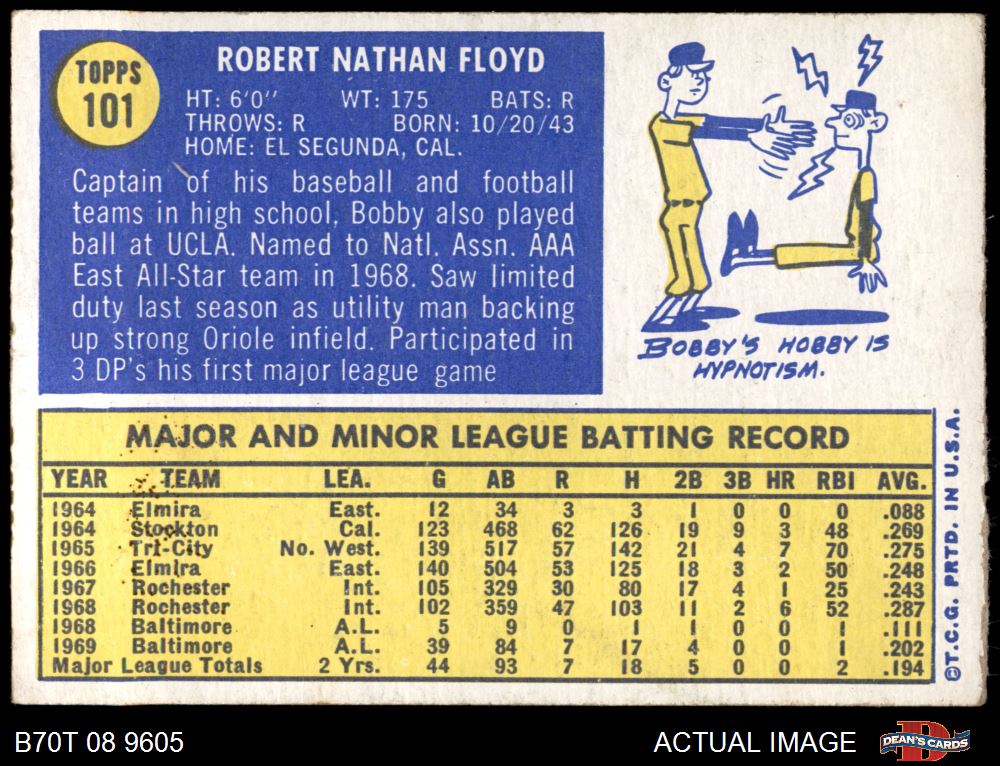 TOPPS
101
ROBERT NATHAN FLOYD
HT: 6'0" WT: 175 BATS: R
THROWS: R BORN: 10/20/43
HOME: EL SEGUNDA, CAL.
Captain of his baseball and football
teams in high school, Bobby also played
ball at UCLA. Named to Natl. Assn. AAA
East All-Star team in 1968. Saw limited
duty last season as utility man backing
up strong Oriole infield. Participated in
3 DP's his first major league game
BOBBY'S HOBBY IS
HYPNOTISM.
MAJOR AND MINOR LEAGUE BATTING RECORD
YEAR TEAM LEA. G AB R H 2B 3B HR RBI AVG.
1964 Elmira East. 12 34 3 3 1 0 0 0 .088
1964 Stockton Cal. 123 468 62 126 19 9 3 48 .269
1965 Tri-City No. West. 139 517 57 142 21 4 7 70 .275
1966 Elmira East. 140 504 53 125 18 3 2 50 .248
1967 Rochester Int. 105 329 30 80 17 4 1 25 .243
1968 Rochester Int. 102 359 47 103 11 2 6 52 .287
1968 Baltimore A.L. 5 9 0 1 1 0 0 1 .111
1969 Baltimore A.L. 39 84 7 17 4 0 0 1 .202
Major League Totals 2 Yrs. 44 93 7 18 5 0 0 2 .194
©T.C.G. PRTD. IN U.S.A.
B70T 08 9605
ACTUAL IMAGE
D
DEAN'S CARDS